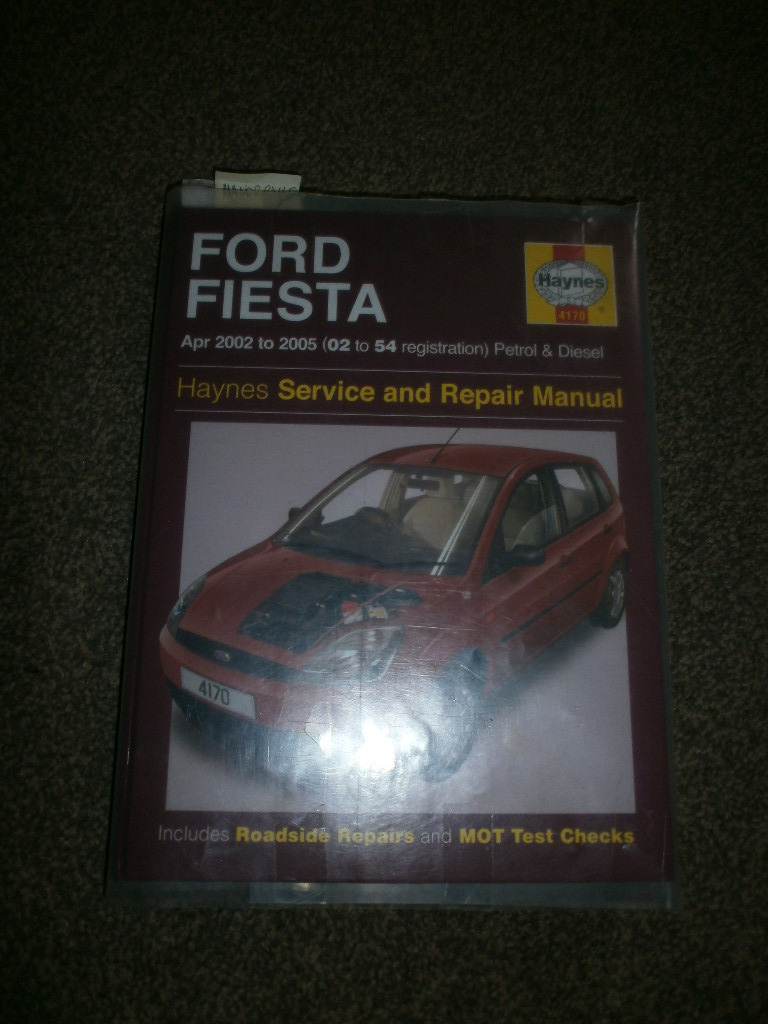 FORD
FIESTA
Haynes
4170
Apr 2002 to 2005 (02 to 54 registration) Petrol & Diesel
Haynes Service and Repair Manual
4170
Includes Roadside Repairs and MOT Test Checks